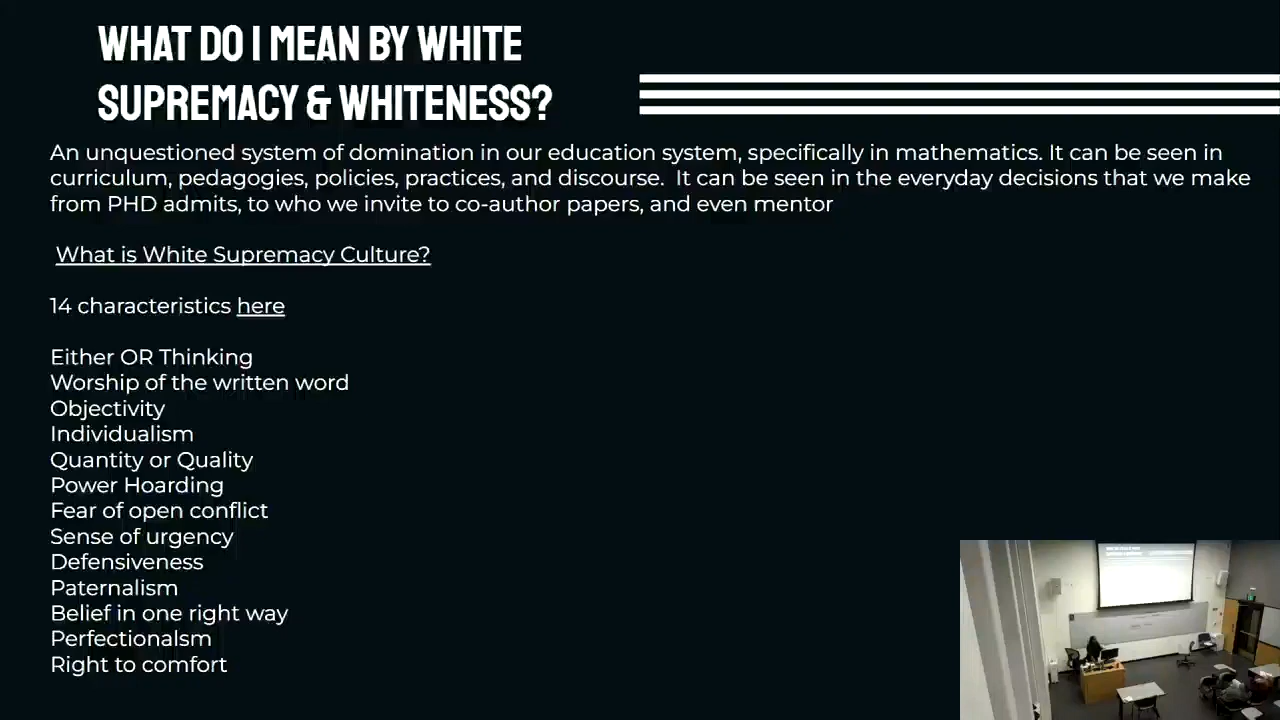 WHAT DO I MEAN BY WHITE
SUPREMACY & WHITENESS?
An unquestioned system of domination in our education system, specifically in mathematics. It can be seen in
curriculum, pedagogies, policies, practices, and discourse.  It can be seen in the everyday decisions that we make
from PHD admits, to who we invite to co-author papers, and even mentor
What is White Supremacy Culture?
14 characteristics here
Either OR Thinking
Worship of the written word
Objectivity
Individualism
Quantity or Quality
Power Hoarding
Fear of open conflict
Sense of urgency
Defensiveness
Paternalism
Belief in one right way
Perfectionalsm
Right to comfort